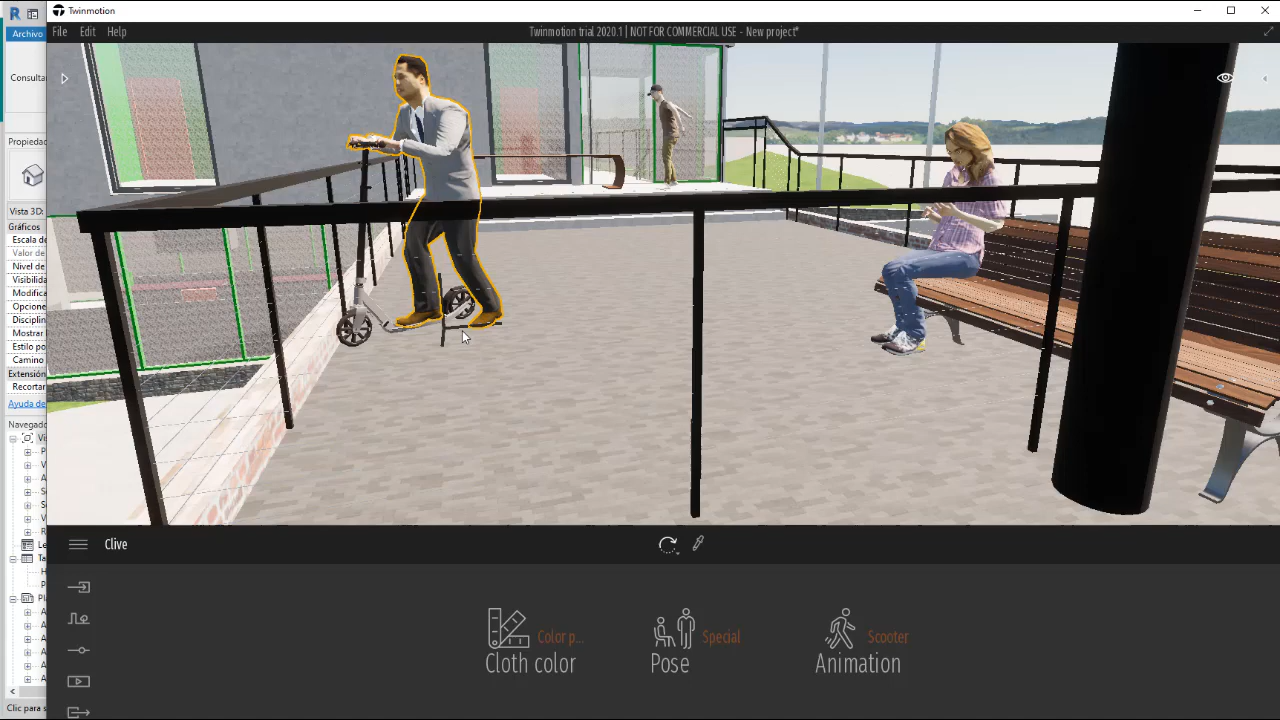 Twinmotion
Archivo
File Edit Help
Twinmotion trial 2020.1 | NOT FOR COMMERCIAL USE - New project*
Consulta
Propiedad
Vista 3D:
Gráficos
Escala de
Valor de
Nivel de
Visibilida
Modifica
Opcione
Disciplin
Mostrar
Estilo po
Camino
Extensión
Recortar
Ayuda de
Navegado
Clive
Color p...
Cloth color
Special
Pose
Scooter
Animation
Clic para s